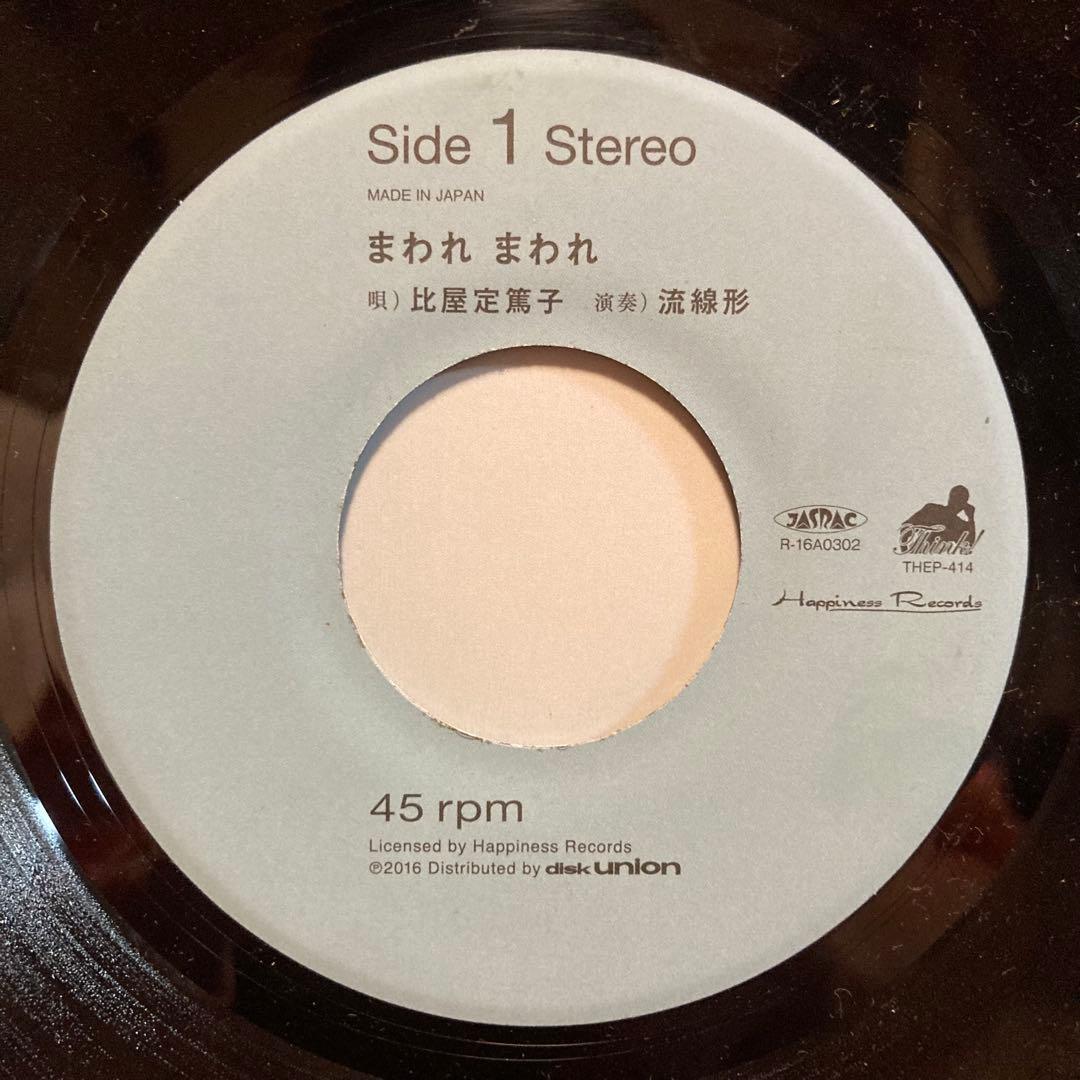 Side 1 Stereo
MADE IN JAPAN
まわれ まわれ
唄）比屋定篤子 演奏）流線形
JASRAC
R-16A0302
Think!
THEP-414
Happiness Records
45 rpm
Licensed by Happiness Records
℗2016 Distributed by disk union